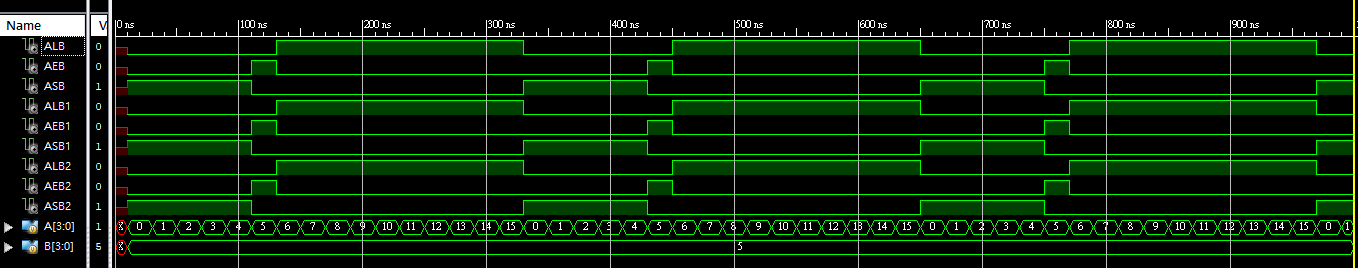 Name V 0 ns 100 ns 200 ns 300 ns 400 ns 500 ns 600 ns 700 ns 800 ns 900 ns
ALB 0
AEB 0
ASB 1
ALB1 0
AEB1 0
ASB1 1
ALB2 0
AEB2 0
ASB2 1
A[3:0] 1 X 0 1 2 3 4 5 6 7 8 9 10 11 12 13 14 15 0 1 2 3 4 5 6 7 8 9 10 11 12 13 14 15 0 1 2 3 4 5 6 7 8 9 10 11 12 13 14 15 0 1
B[3:0] 5 X 5